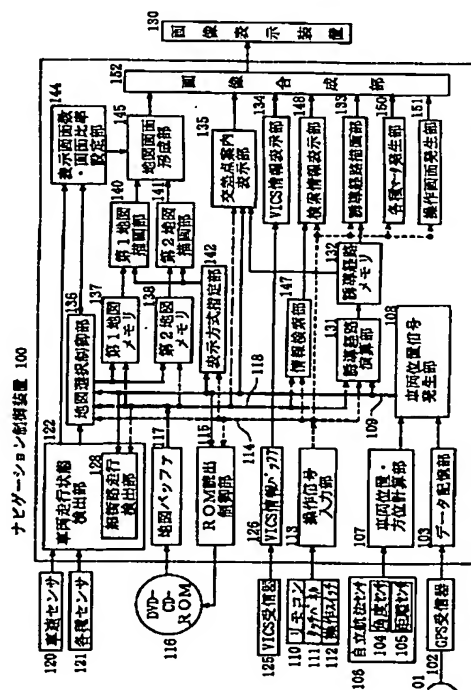 ナビゲーション制御装置 100
130
画像表示装置
152
画像合成部
144
表示画面数・画面比率設定部
145
地図画面形成部
135
交差点案内表示部
134
VICS情報表示部
148
検索情報表示部
133
誘導経路描画部
150
各種マーク発生部
151
操作画面発生部
140
第1地図描画部
141
第2地図描画部
142
表示方式指定部
136
地図選択制御部
137
第1地図メモリ
138
第2地図メモリ
147
情報検索部
132
誘導経路メモリ
131
誘導経路演算部
108
車両位置信号発生部
118
114
109
122
車両走行状態検出部
128
細街路走行検出部
117
地図バッファ
115
ROM読出制御部
126
VICS情報バッファ
113
操作信号入力部
107
車両位置・方位計算部
103
データ記憶部
120
車速センサ
121
各種センサ
116
DVD-
CD-
ROM
125
VICS受信器
110
リモコン
111
タッチパネル
112
操作スイッチ
106
自立航法センサ
104
角度センサ
105
距離センサ
102
GPS受信器
01